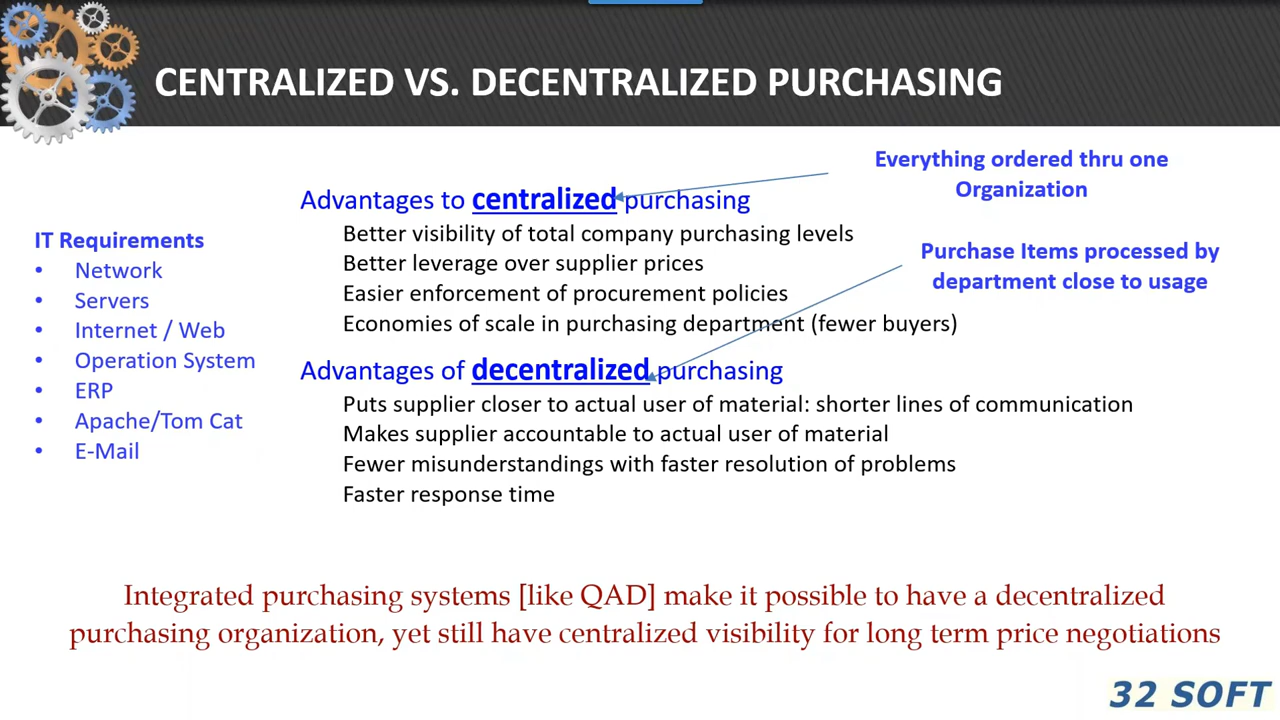 CENTRALIZED VS. DECENTRALIZED PURCHASING
Everything ordered thru one
Organization
Advantages to centralized purchasing
Better visibility of total company purchasing levels
Better leverage over supplier prices
Easier enforcement of procurement policies
Economies of scale in purchasing department (fewer buyers)
Purchase Items processed by
department close to usage
IT Requirements
• Network
• Servers
• Internet / Web
• Operation System
• ERP
• Apache/Tom Cat
• E-Mail
Advantages of decentralized purchasing
Puts supplier closer to actual user of material: shorter lines of communication
Makes supplier accountable to actual user of material
Fewer misunderstandings with faster resolution of problems
Faster response time
Integrated purchasing systems [like QAD] make it possible to have a decentralized
purchasing organization, yet still have centralized visibility for long term price negotiations
32 SOFT